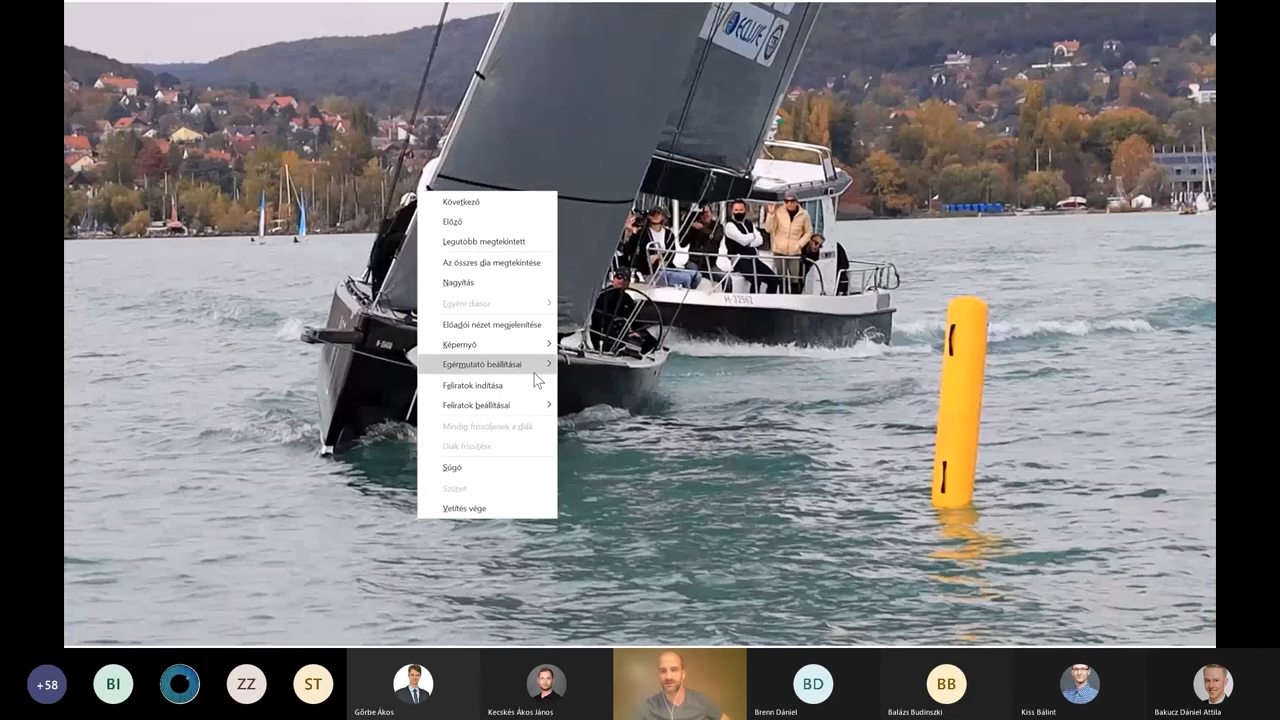 ECLIPSE
Következő
Előző
Legutóbb megtekintett
Az összes dia megtekintése
Nagyítás
Egyéni diasor
Előadói nézet megjelenítése
Képernyő
Egérmutató beállításai
Feliratok indítása
Feliratok beállításai
Mindig frissüljenek a diák
Diák frissítése
Súgó
Szünet
Vetítés vége
+58
BI
ZZ
ST
BD
BB
Görbe Ákos
Kecskés Ákos János
Brenn Dániel
Balázs Budinszki
Kiss Bálint
Bakucz Dániel Attila